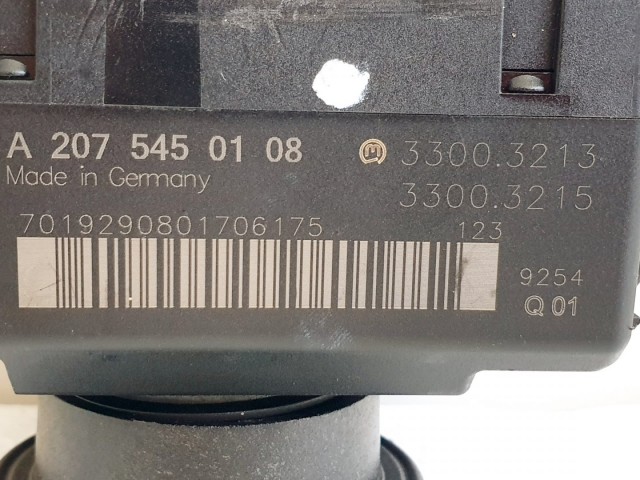 A 207 545 01 08
Made in Germany
3300.3213
3300.3215
7019290801706175 123
9254
Q 01